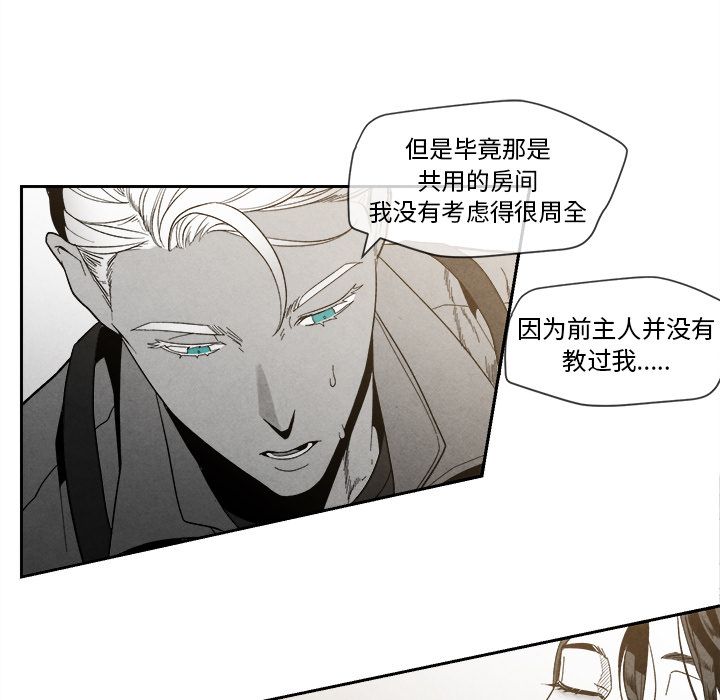 但是毕竟那是
共用的房间
我没有考虑得很周全
因为前主人并没有
教过我.....